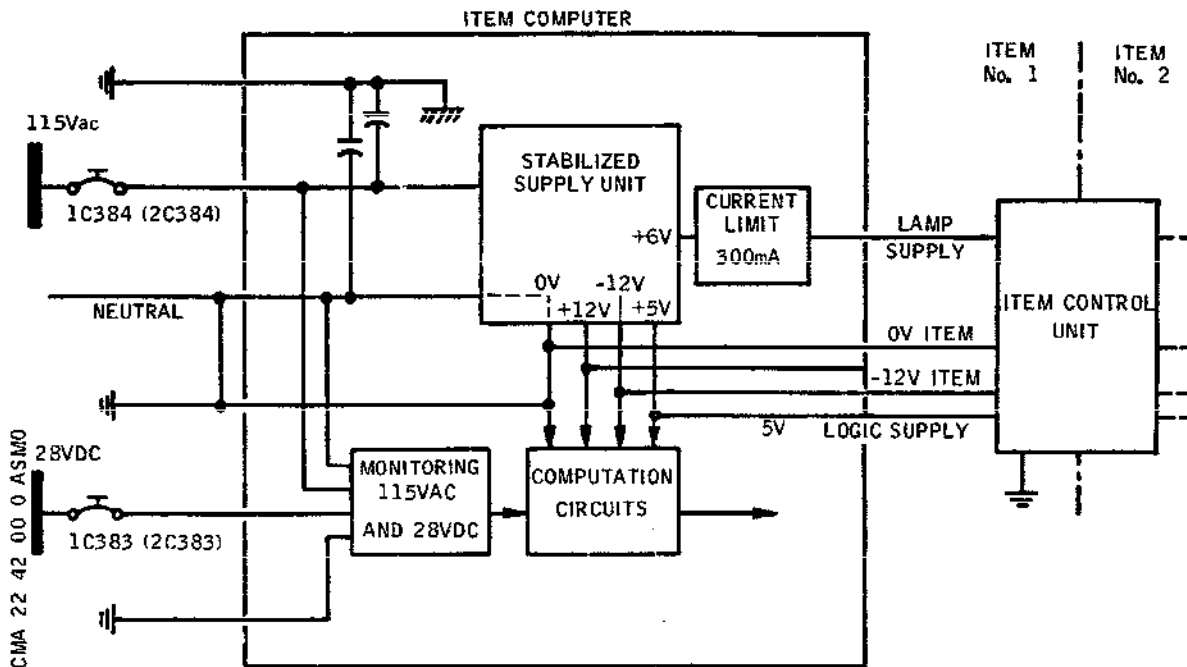 ITEM COMPUTER
ITEM
No. 1
ITEM
No. 2
115Vac
1C384 (2C384)
STABILIZED
SUPPLY UNIT
+6V
0V
-12V
+12V
+5V
CURRENT
LIMIT
300mA
LAMP
SUPPLY
NEUTRAL
ITEM CONTROL
UNIT
0V ITEM
-12V ITEM
5V
LOGIC SUPPLY
28VDC
1C383 (2C383)
MONITORING
115VAC
AND 28VDC
COMPUTATION
CIRCUITS
CMA 22 42 00 0 ASM0